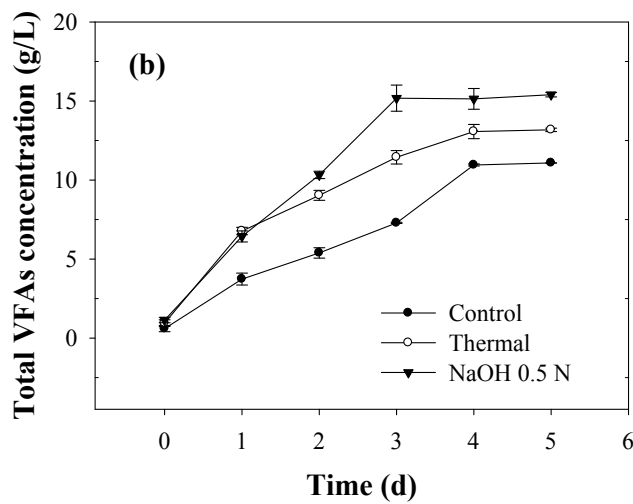 Total VFAs concentration (g/L)
20
15
10
5
0
(b)
Control
Thermal
NaOH 0.5 N
0 1 2 3 4 5 6
Time (d)